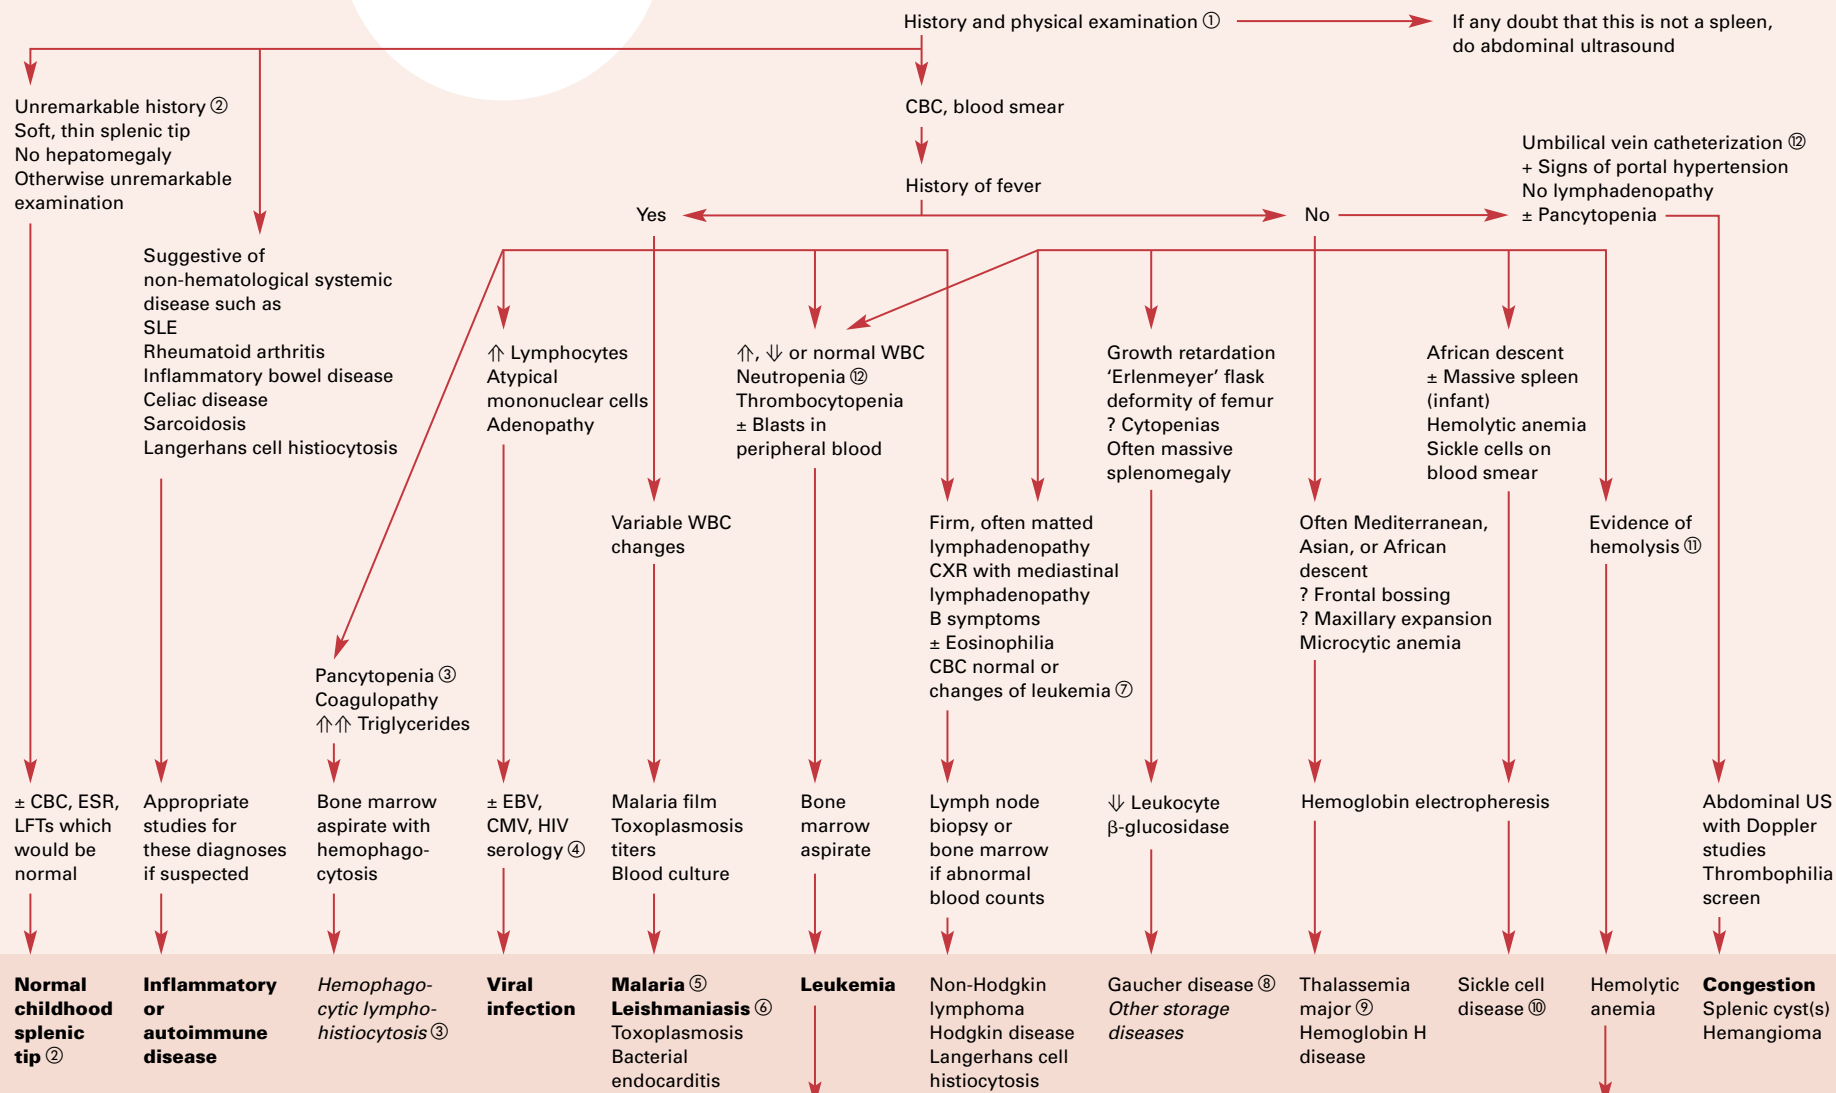 History and physical examination ①
If any doubt that this is not a spleen,
do abdominal ultrasound
Unremarkable history ②
Soft, thin splenic tip
No hepatomegaly
Otherwise unremarkable
examination
CBC, blood smear
History of fever
Yes
No
Umbilical vein catheterization ⑫
+ Signs of portal hypertension
No lymphadenopathy
± Pancytopenia
Suggestive of
non-hematological systemic
disease such as
SLE
Rheumatoid arthritis
Inflammatory bowel disease
Celiac disease
Sarcoidosis
Langerhans cell histiocytosis
⇑ Lymphocytes
Atypical
mononuclear cells
Adenopathy
⇑, ⇓ or normal WBC
Neutropenia ⑫
Thrombocytopenia
± Blasts in
peripheral blood
Growth retardation
'Erlenmeyer' flask
deformity of femur
? Cytopenias
Often massive
splenomegaly
African descent
± Massive spleen
(infant)
Hemolytic anemia
Sickle cells on
blood smear
Variable WBC
changes
Firm, often matted
lymphadenopathy
CXR with mediastinal
lymphadenopathy
B symptoms
± Eosinophilia
CBC normal or
changes of leukemia ⑦
Often Mediterranean,
Asian, or African
descent
? Frontal bossing
? Maxillary expansion
Microcytic anemia
Evidence of
hemolysis ⑪
Pancytopenia ③
Coagulopathy
⇑⇑ Triglycerides
± CBC, ESR,
LFTs which
would be
normal
Appropriate
studies for
these diagnoses
if suspected
Bone marrow
aspirate with
hemophago-
cytosis
± EBV,
CMV, HIV
serology ④
Malaria film
Toxoplasmosis
titers
Blood culture
Bone
marrow
aspirate
Lymph node
biopsy or
bone marrow
if abnormal
blood counts
⇓ Leukocyte
β-glucosidase
Hemoglobin electropheresis
Abdominal US
with Doppler
studies
Thrombophilia
screen
Normal
childhood
splenic
tip ②
Inflammatory
or
autoimmune
disease
Hemophago-
cytic lympho-
histiocytosis ③
Viral
infection
Malaria ⑤
Leishmaniasis ⑥
Toxoplasmosis
Bacterial
endocarditis
Leukemia
Non-Hodgkin
lymphoma
Hodgkin disease
Langerhans cell
histiocytosis
Gaucher disease ⑧
Other storage
diseases
Thalassemia
major ⑨
Hemoglobin H
disease
Sickle cell
disease ⑩
Hemolytic
anemia
Congestion
Splenic cyst(s)
Hemangioma